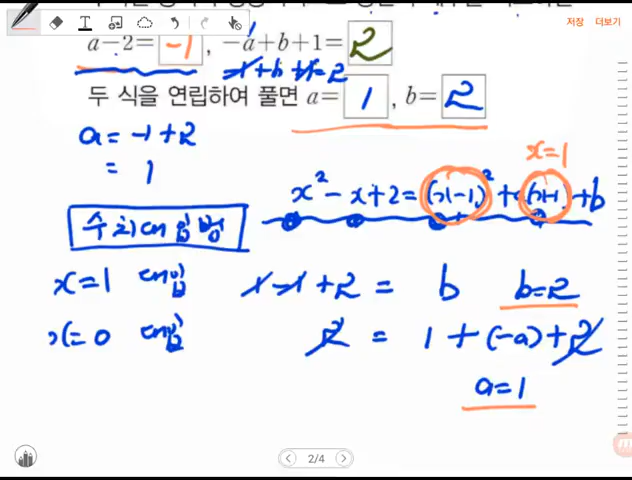 저장 더보기
a−2= -1 , −a+b+1= 2
-1+b+1=2
두 식을 연립하여 풀면 a= 1 , b= 2
a = -1+2
= 1
x=1
x² - x + 2 = (x-1)² + a(x-1) + b
수치대입법
x=1 대입 1-1+2 = b b=2
x=0 대입 2 = 1 + (-a) + 2
a=1
2/4